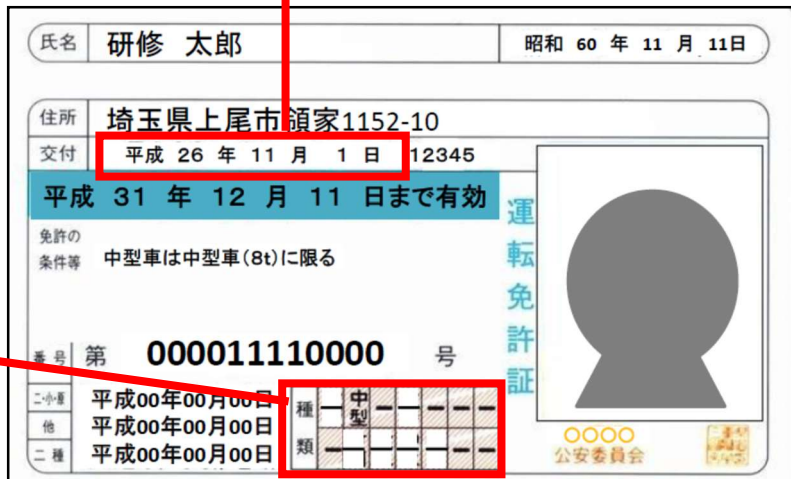 氏名 研修 太郎 昭和 60 年 11 月 11日
住所 埼玉県上尾市領家1152-10
交付 平成 26 年 11 月 1 日 12345
平成 31 年 12 月 11 日まで有効
免許の
条件等 中型車は中型車(8t)に限る
運転免許証
番号 第 000011110000 号
二・小・原 平成00年00月00日
他 平成00年00月00日
二種 平成00年00月00日
種類 中型
○○○○
公安委員会